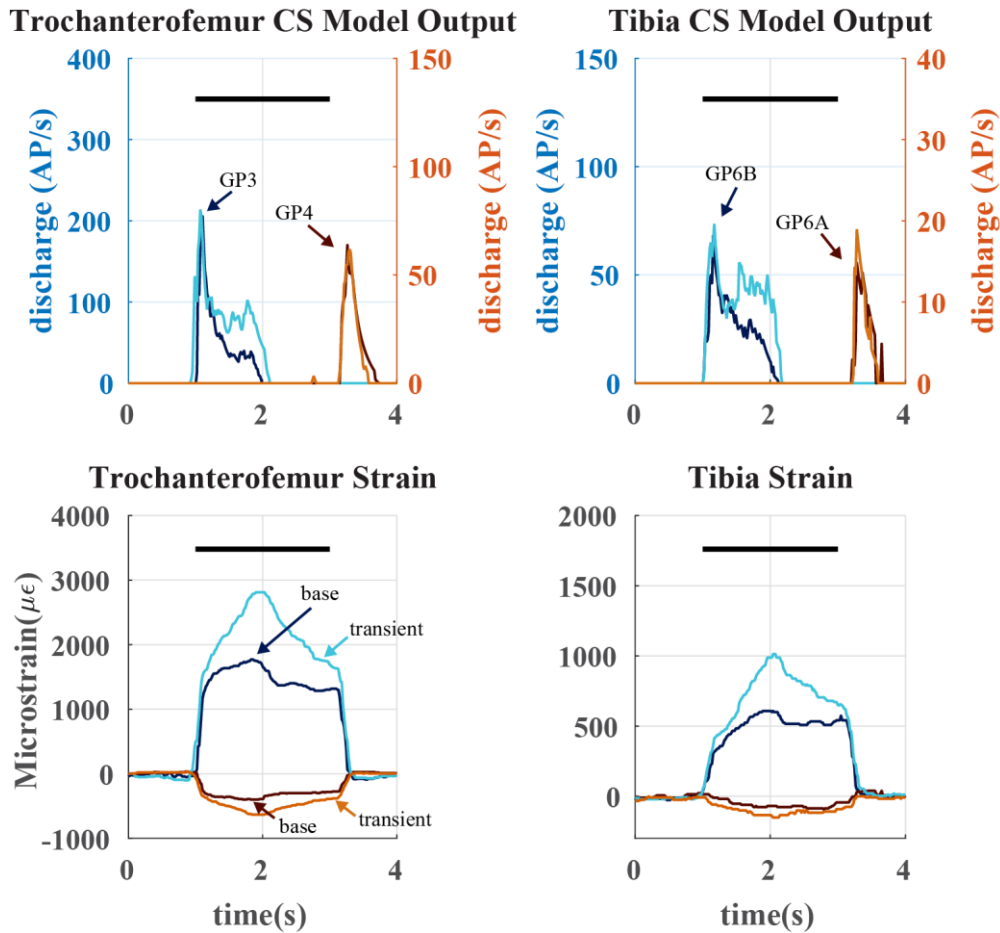 Trochanterofemur CS Model Output
400
300
200
100
0
discharge (AP/s)
150
100
50
0
discharge (AP/s)
GP3
GP4
0
2
4
Tibia CS Model Output
150
100
50
0
discharge (AP/s)
40
30
20
10
0
discharge (AP/s)
GP6B
GP6A
0
2
4
Trochanterofemur Strain
4000
3000
2000
1000
0
-1000
Microstrain(με)
base
transient
base
transient
0
2
4
time(s)
Tibia Strain
2000
1500
1000
500
0
0
2
4
time(s)